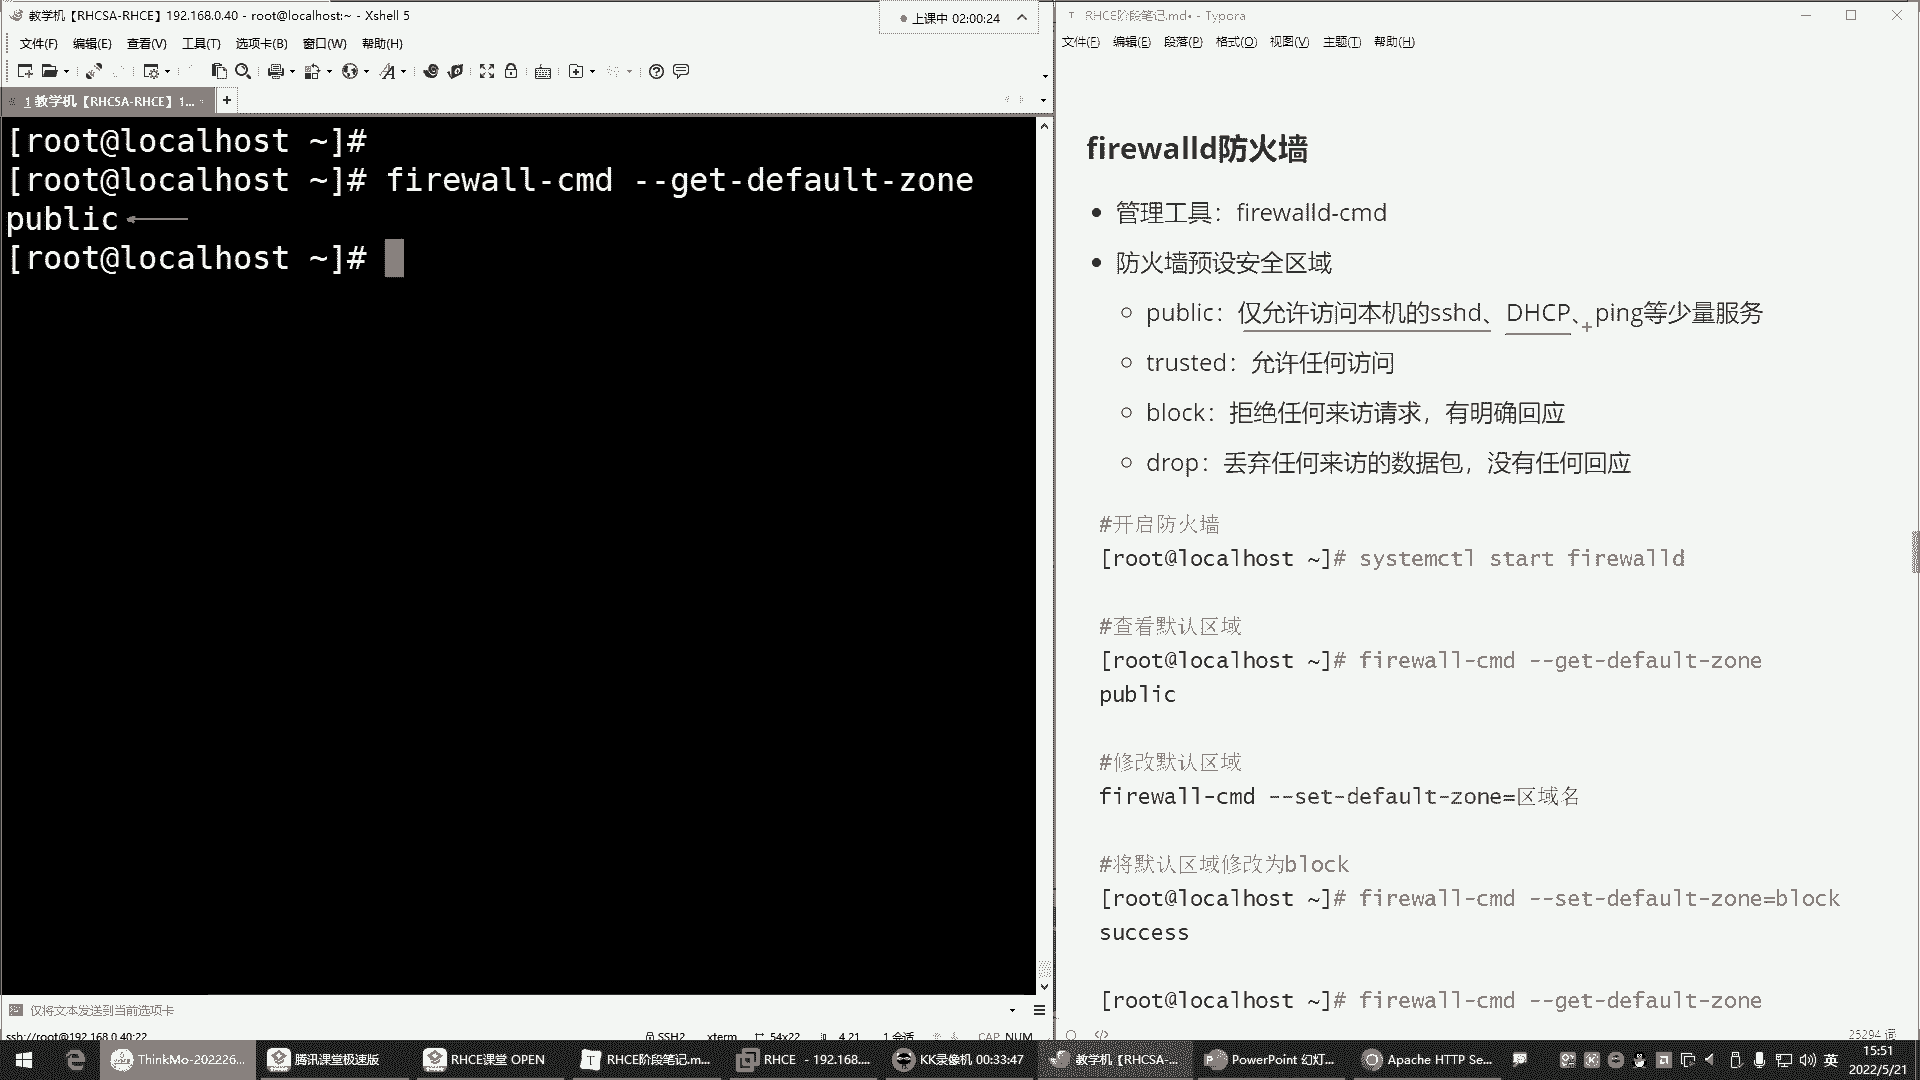 教学机【RHCSA-RHCE】192.168.0.40 - root@localhost:~ - Xshell 5
上课中 02:00:24
文件(F) 编辑(E) 查看(V) 工具(T) 选项卡(B) 窗口(W) 帮助(H)
1 教学机【RHCSA-RHCE】1...
+
[root@localhost ~]#
[root@localhost ~]# firewall-cmd --get-default-zone
public
[root@localhost ~]#
仅将文本发送到当前选项卡
ssh://root@192.168.0.40:22 SSH2 xterm 54x22 4,21 1 会话 CAP NUM
RHCE阶段笔记.md• - Typora
文件(F) 编辑(E) 段落(P) 格式(O) 视图(V) 主题(T) 帮助(H)
firewalld防火墙
管理工具：firewalld-cmd
防火墙预设安全区域
public：仅允许访问本机的sshd、DHCP、ping等少量服务
trusted：允许任何访问
block：拒绝任何来访请求，有明确回应
drop：丢弃任何来访的数据包，没有任何回应
#开启防火墙
[root@localhost ~]# systemctl start firewalld
#查看默认区域
[root@localhost ~]# firewall-cmd --get-default-zone
public
#修改默认区域
firewall-cmd --set-default-zone=区域名
#将默认区域修改为block
[root@localhost ~]# firewall-cmd --set-default-zone=block
success
[root@localhost ~]# firewall-cmd --get-default-zone
25294 词
ThinkMo-202226... 腾讯课堂极速版 RHCE课堂 OPEN RHCE阶段笔记.m... RHCE - 192.168.... KK录像机 00:33:47 教学机【RHCSA-... PowerPoint 幻灯... Apache HTTP Se... 英
15:51
2022/5/21